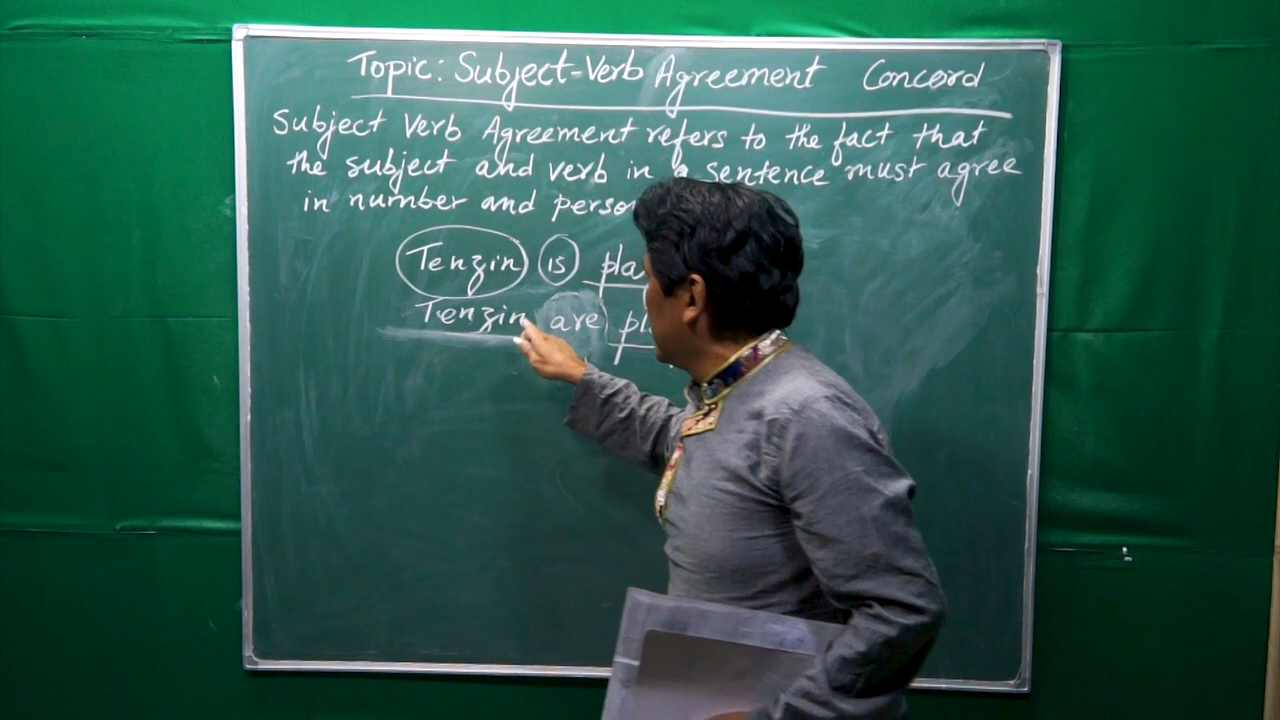 Topic: Subject-Verb Agreement Concord
Subject Verb Agreement refers to the fact that
the subject and verb in a sentence must agree
in number and person
Tenzin is
Tenzin are